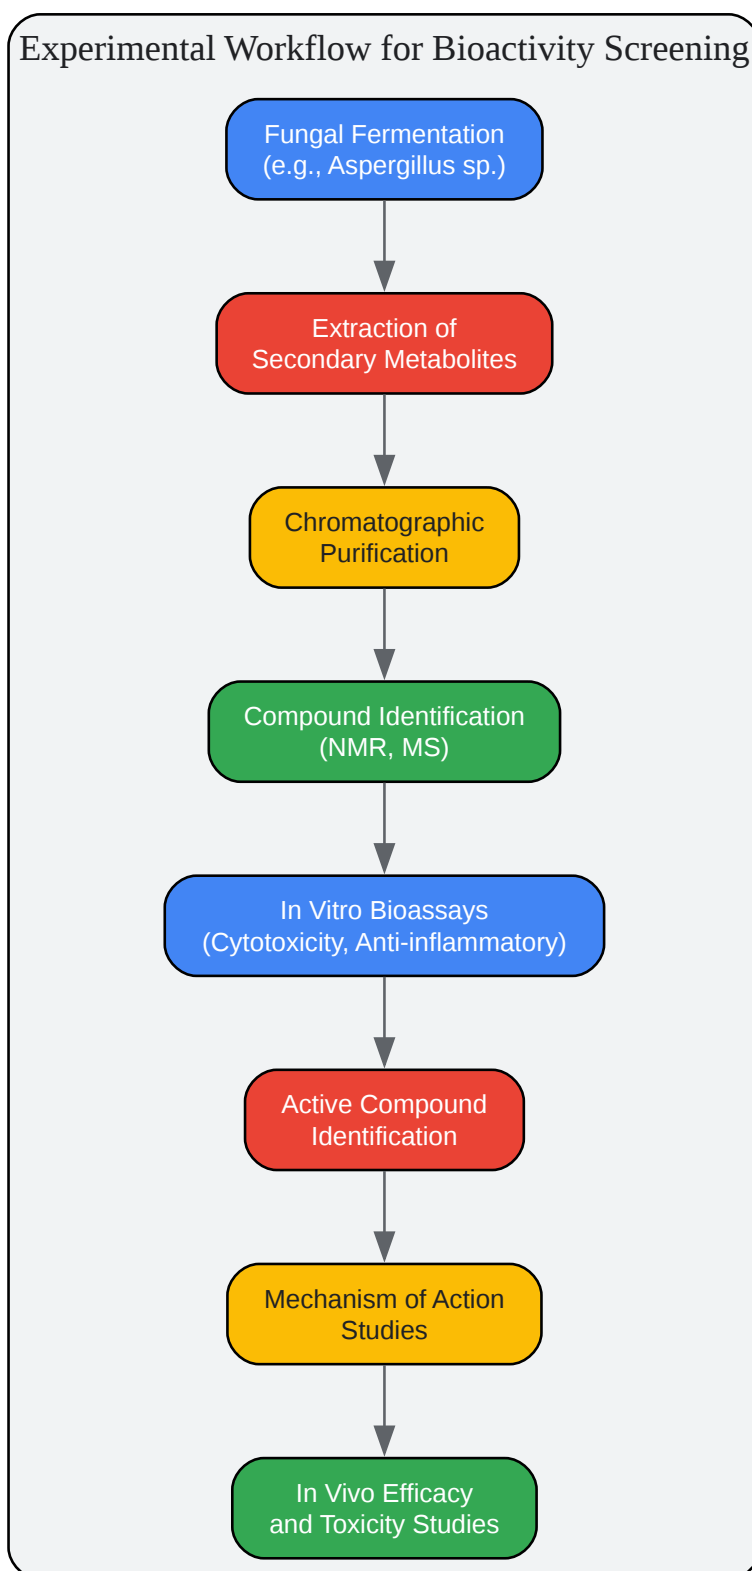 Experimental Workflow for Bioactivity Screening
Fungal Fermentation
(e.g., Aspergillus sp.)
Extraction of
Secondary Metabolites
Chromatographic
Purification
Compound Identification
(NMR, MS)
In Vitro Bioassays
(Cytotoxicity, Anti-inflammatory)
Active Compound
Identification
Mechanism of Action
Studies
In Vivo Efficacy
and Toxicity Studies